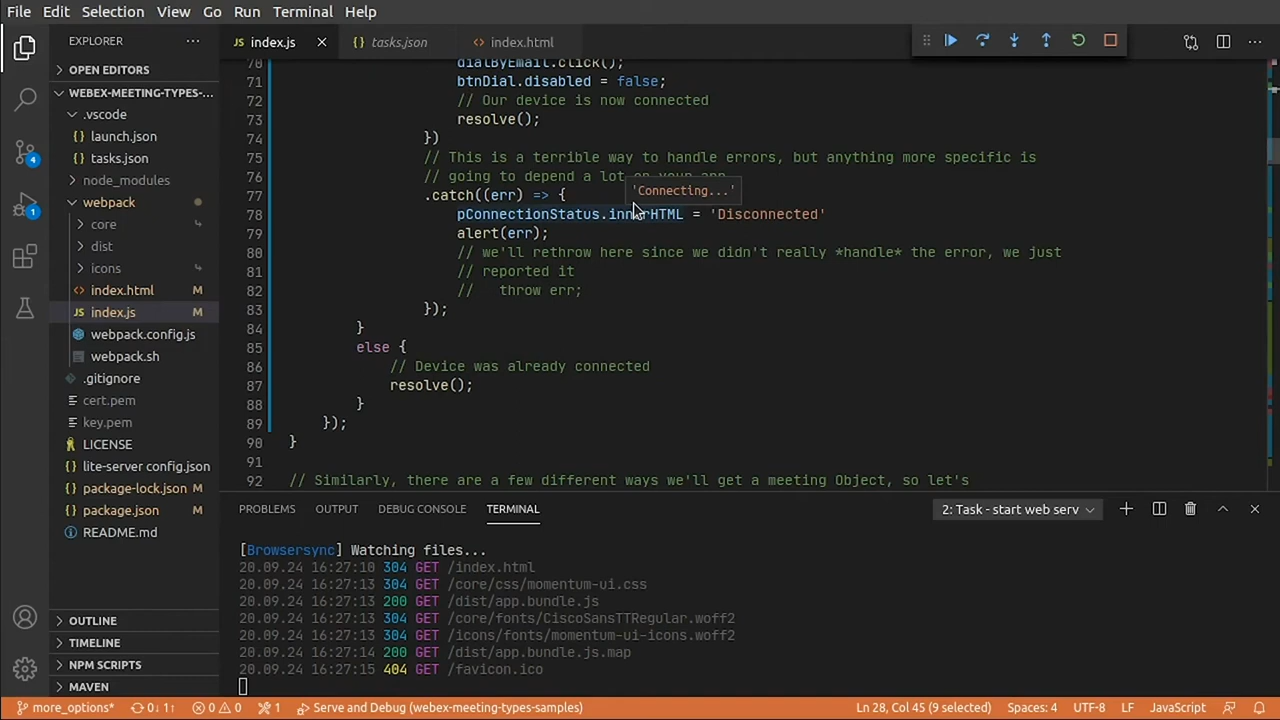 File Edit Selection View Go Run Terminal Help
EXPLORER
OPEN EDITORS
WEBEX-MEETING-TYPES-...
.vscode
launch.json
tasks.json
node_modules
webpack
core
dist
icons
index.html M
JS index.js M
webpack.config.js
webpack.sh
.gitignore
cert.pem
key.pem
LICENSE
lite-server config.json
package-lock.json M
package.json M
README.md
OUTLINE
TIMELINE
NPM SCRIPTS
MAVEN
4
1
JS index.js
tasks.json
index.html
70 dialByEmail.click();
71 btnDial.disabled = false;
72 // Our device is now connected
73 resolve();
74 })
75 // This is a terrible way to handle errors, but anything more specific is
76 // going to depend a lot on your app
'Connecting...'
77 .catch((err) => {
78 pConnectionStatus.innerHTML = 'Disconnected'
79 alert(err);
80 // we'll rethrow here since we didn't really *handle* the error, we just
81 // reported it
82 // throw err;
83 });
84 }
85 else {
86 // Device was already connected
87 resolve();
88 }
89 });
90 }
91
92 // Similarly, there are a few different ways we'll get a meeting Object, so let's
PROBLEMS OUTPUT DEBUG CONSOLE TERMINAL 2: Task - start web serv
[Browsersync] Watching files...
20.09.24 16:27:10 304 GET /index.html
20.09.24 16:27:13 304 GET /core/css/momentum-ui.css
20.09.24 16:27:13 200 GET /dist/app.bundle.js
20.09.24 16:27:13 304 GET /core/fonts/CiscoSansTTRegular.woff2
20.09.24 16:27:13 304 GET /icons/fonts/momentum-ui-icons.woff2
20.09.24 16:27:14 200 GET /dist/app.bundle.js.map
20.09.24 16:27:15 404 GET /favicon.ico
more_options* 0↓ 1↑ 0 0 1 Serve and Debug (webex-meeting-types-samples) Ln 28, Col 45 (9 selected) Spaces: 4 UTF-8 LF JavaScript